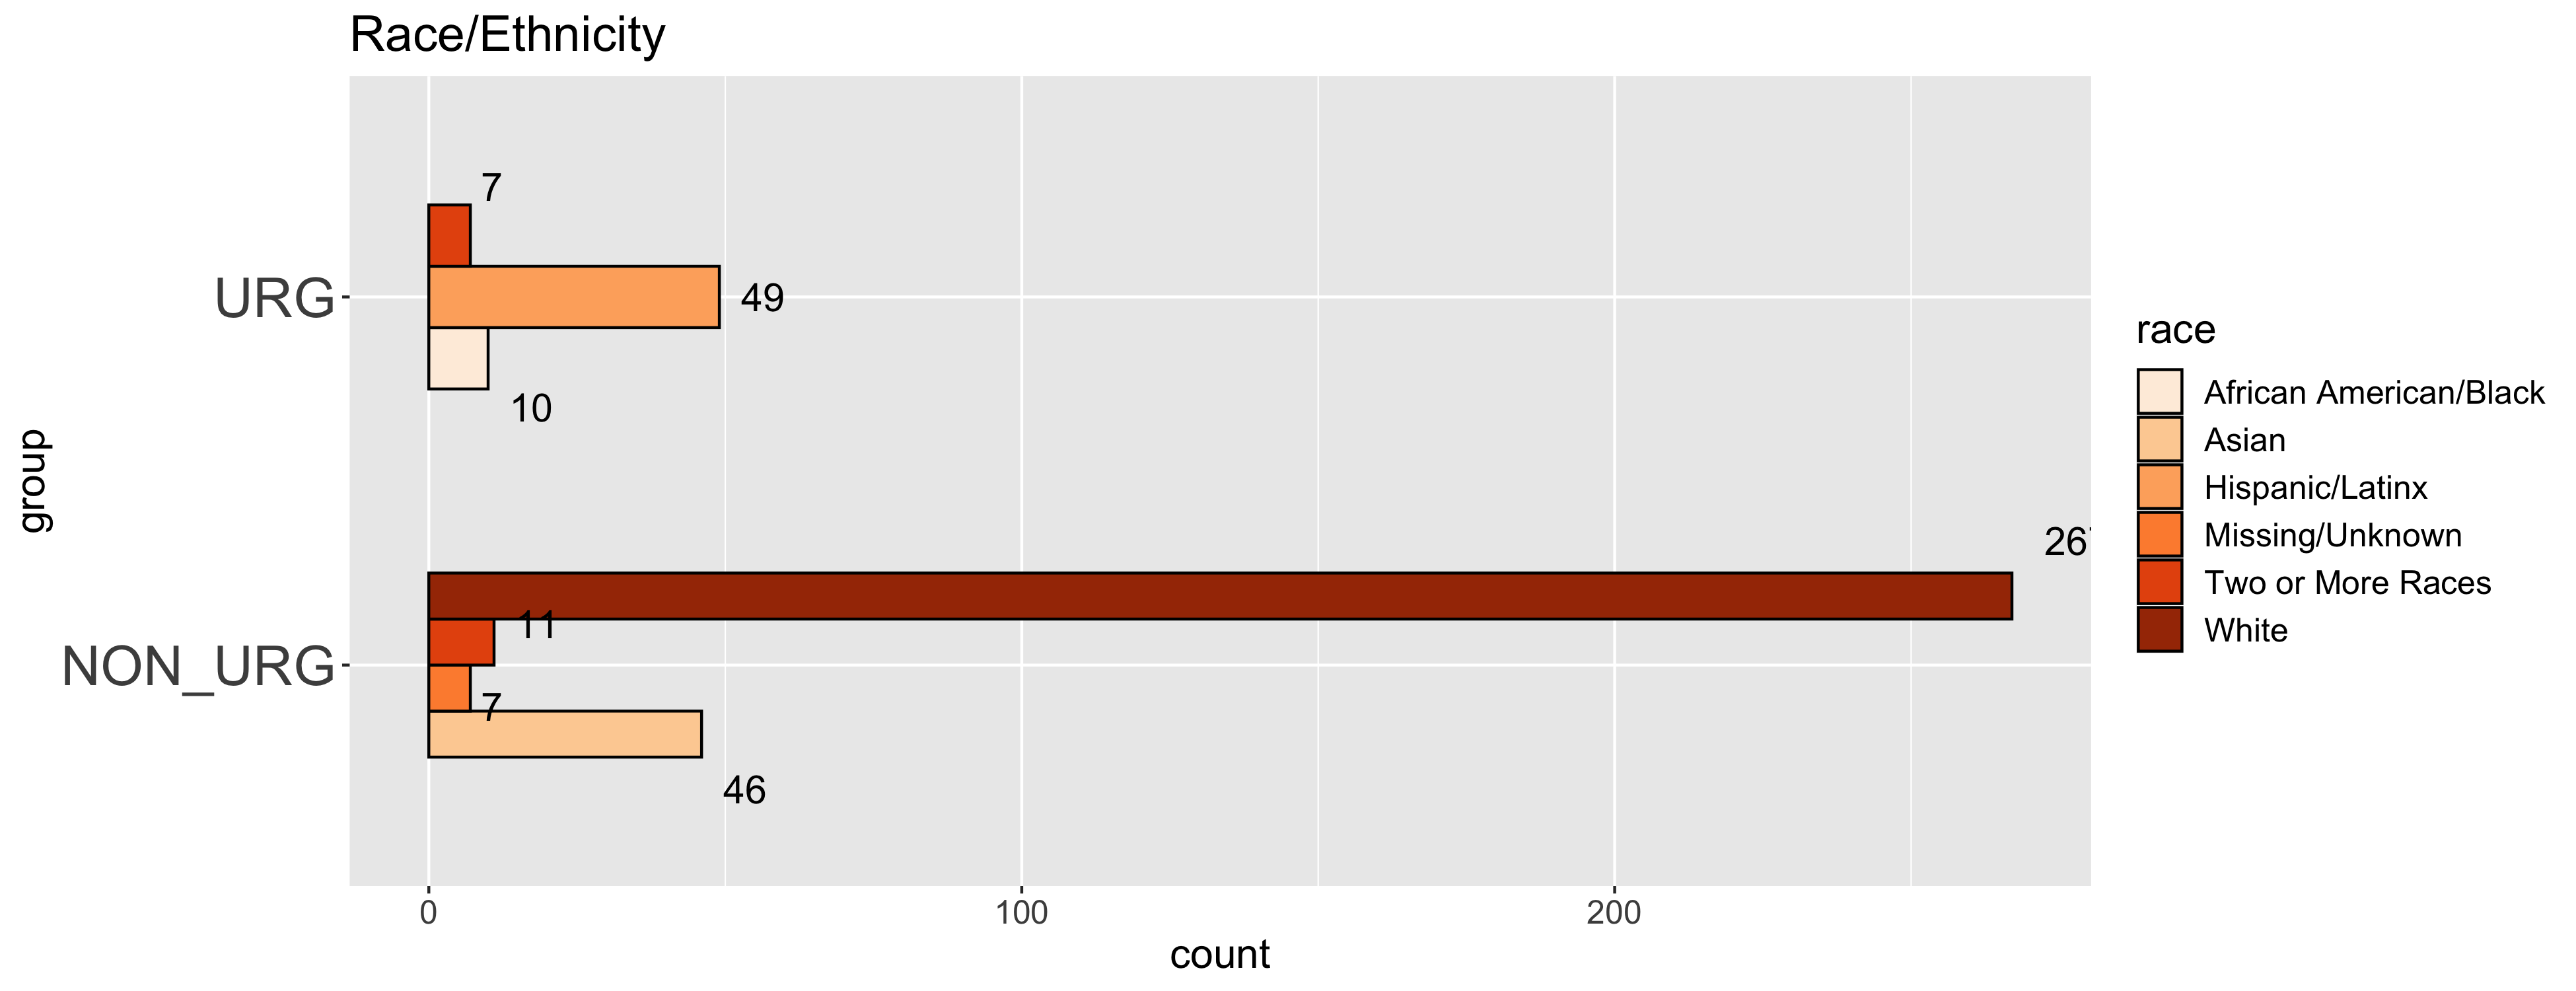 Race/Ethnicity
7
URG
49
10
group
267
11
NON_URG
7
46
0
100
200
count
race
African American/Black
Asian
Hispanic/Latinx
Missing/Unknown
Two or More Races
White